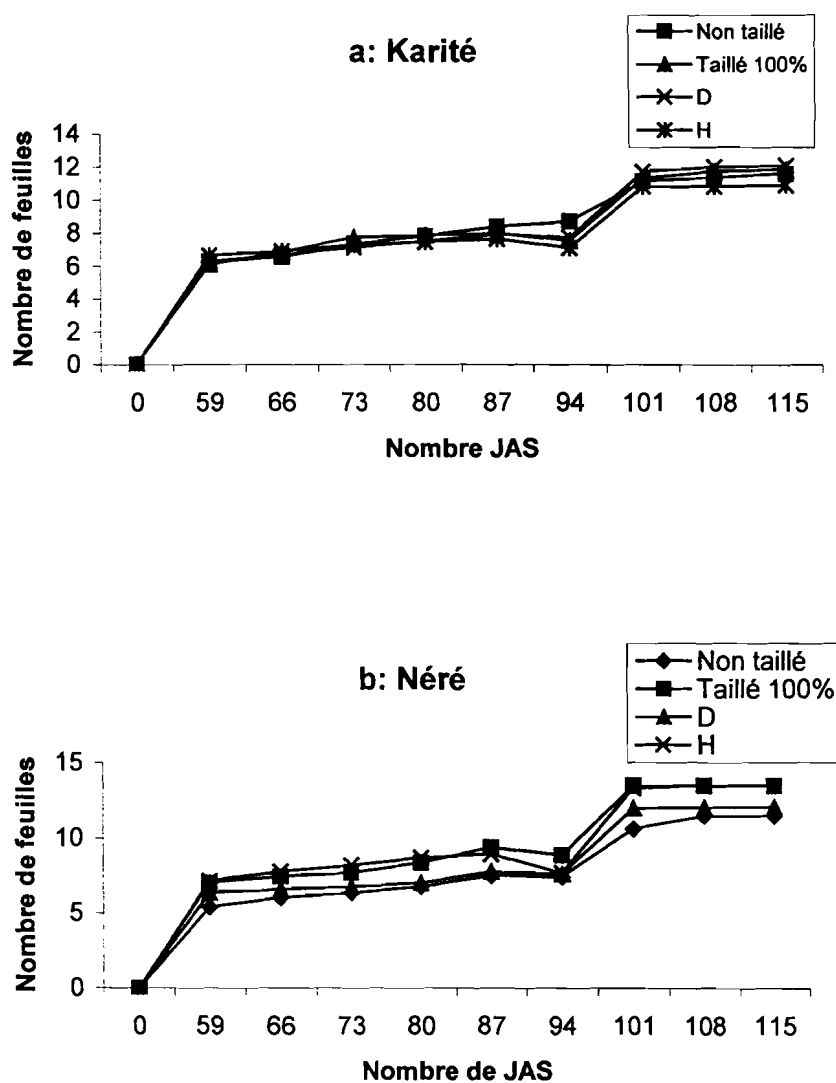 a: Karité
Non taillé
Taillé 100%
D
H
Nombre de feuilles
14
12
10
8
6
4
2
0
0 59 66 73 80 87 94 101 108 115
Nombre JAS
b: Néré
Non taillé
Taillé 100%
D
H
Nombre de feuilles
15
10
5
0
0 59 66 73 80 87 94 101 108 115
Nombre de JAS